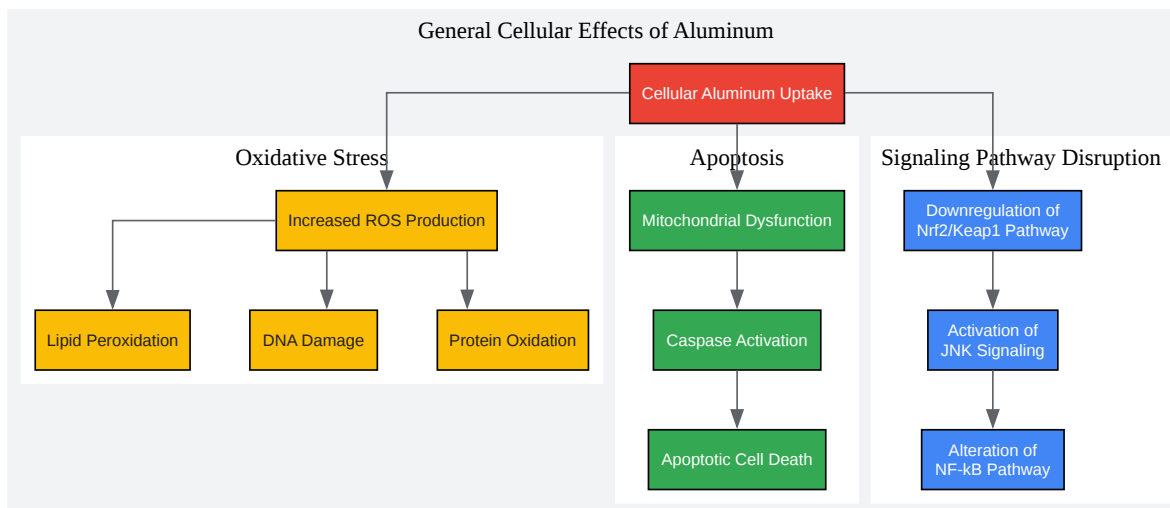 General Cellular Effects of Aluminum
Cellular Aluminum Uptake
Oxidative Stress
Increased ROS Production
Lipid Peroxidation
DNA Damage
Protein Oxidation
Apoptosis
Mitochondrial Dysfunction
Caspase Activation
Apoptotic Cell Death
Signaling Pathway Disruption
Downregulation of
Nrf2/Keap1 Pathway
Activation of
JNK Signaling
Alteration of
NF-kB Pathway